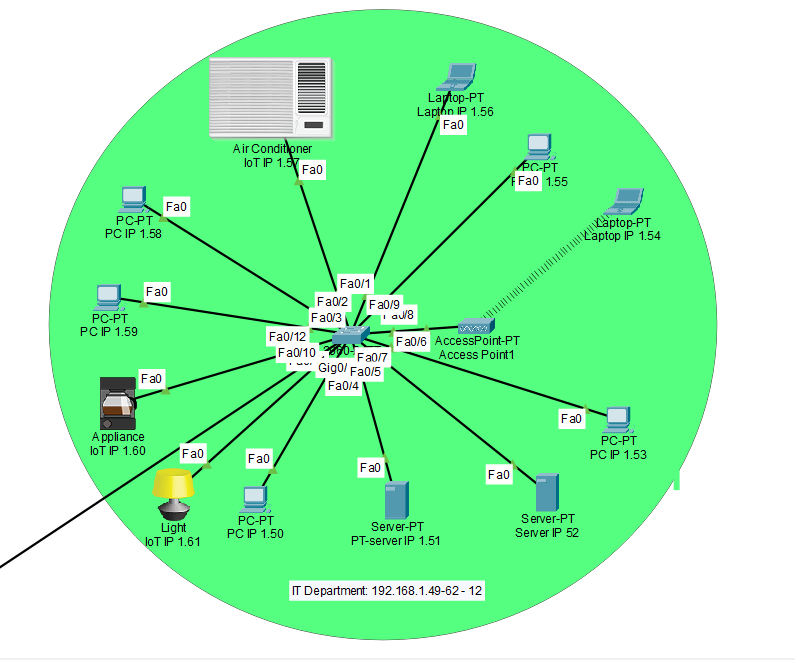 Laptop-PT
Laptop IP 1.56
Fa0
Air Conditioner
IoT IP 1.57
Fa0
PC-PT
1.55
Fa0
PC-PT
PC IP 1.58
Fa0
Laptop-PT
Laptop IP 1.54
PC-PT
PC IP 1.59
Fa0
Fa0/1
Fa0/2
Fa0/9
Fa0/3
Fa0/8
Fa0/12
Fa0/6
Fa0/10
Fa0/7
Gig0/
Fa0/5
Fa0/4
AccessPoint-PT
Access Point1
Fa0
Appliance
IoT IP 1.60
Fa0
PC-PT
PC IP 1.53
Fa0
Light
IoT IP 1.61
Fa0
PC-PT
PC IP 1.50
Fa0
Server-PT
PT-server IP 1.51
Fa0
Server-PT
Server IP 52
IT Department: 192.168.1.49-62 - 12